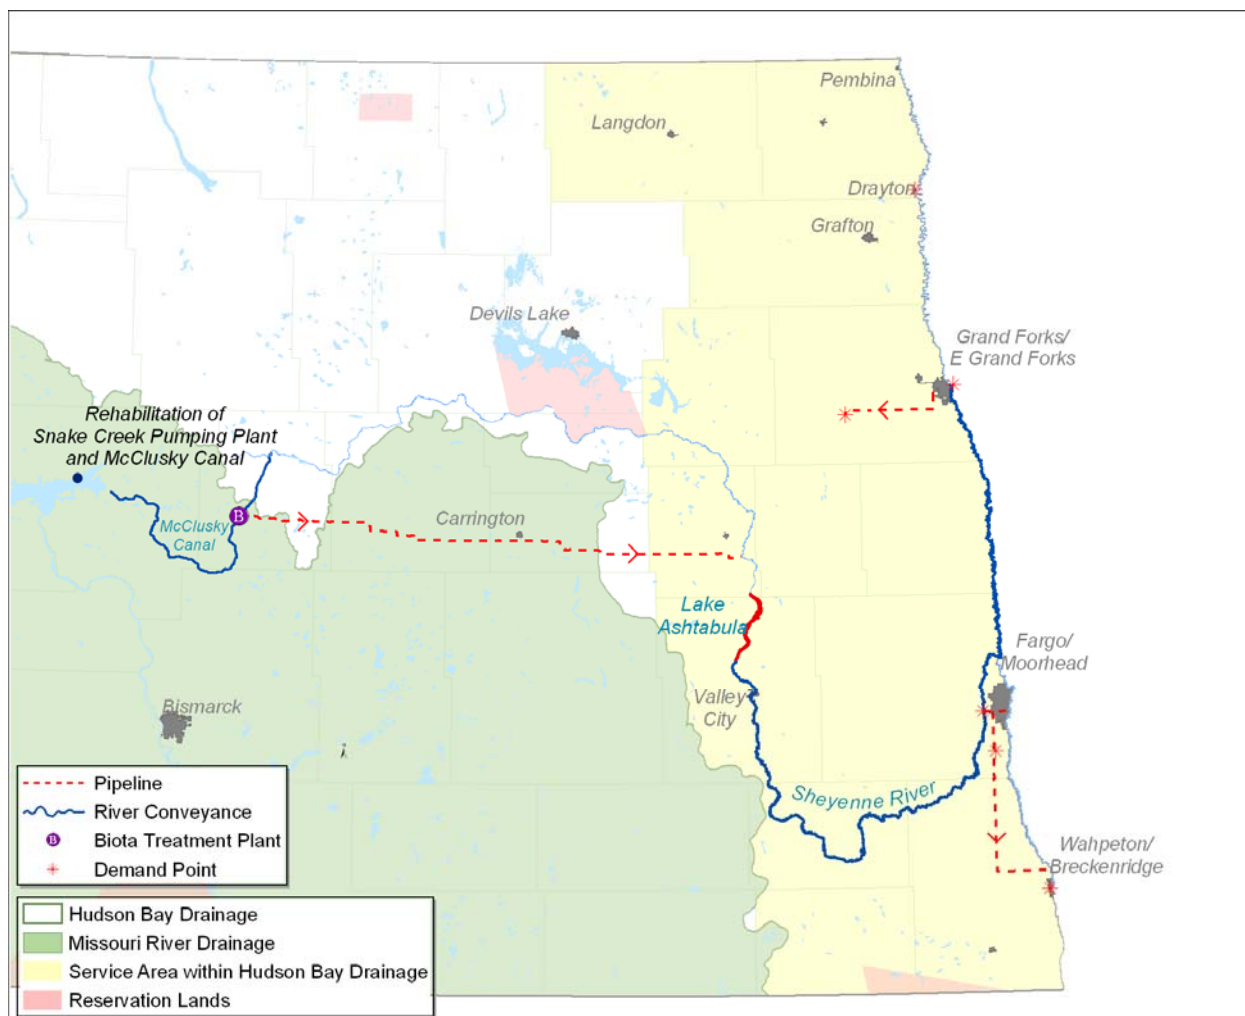 Pembina
Langdon
Drayton
Grafton
Devils Lake
Grand Forks/
E Grand Forks
Rehabilitation of
Snake Creek Pumping Plant
and McClusky Canal
McClusky
Canal
B
Carrington
Lake
Ashtabula
Fargo/
Moorhead
Valley
City
Bismarck
Sheyenne River
Wahpeton/
Breckenridge
Pipeline
River Conveyance
B Biota Treatment Plant
Demand Point
Hudson Bay Drainage
Missouri River Drainage
Service Area within Hudson Bay Drainage
Reservation Lands